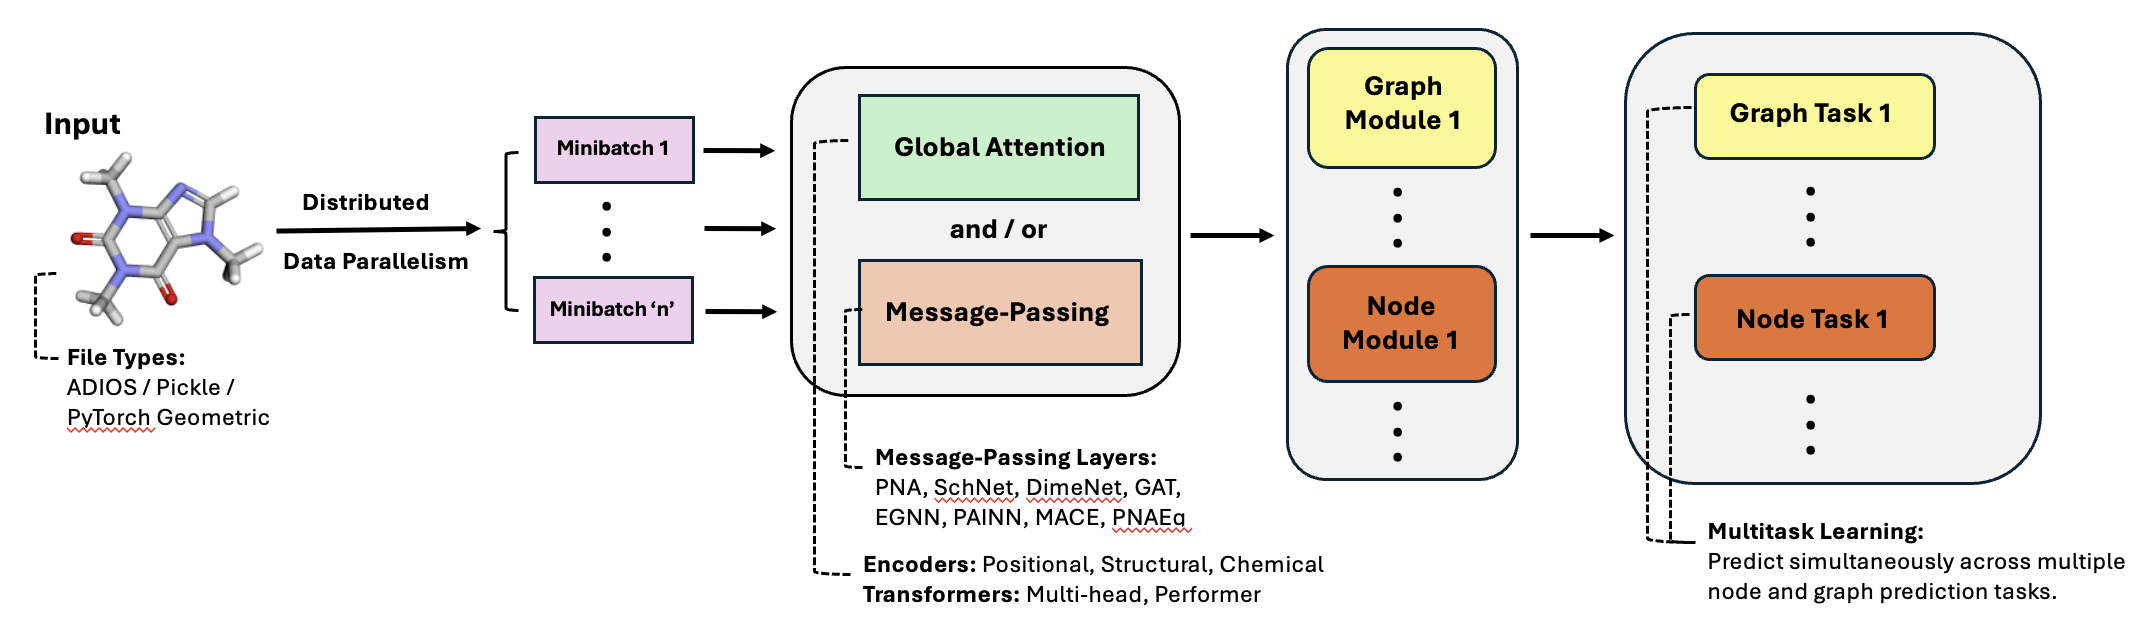 Input
Distributed
Data Parallelism
File Types:
ADIOS / Pickle /
PyTorch Geometric
Minibatch 1
Minibatch ‘n’
Global Attention
and / or
Message-Passing
Message-Passing Layers:
PNA, SchNet, DimeNet, GAT,
EGNN, PAINN, MACE, PNAEq
Encoders: Positional, Structural, Chemical
Transformers: Multi-head, Performer
Graph
Module 1
Node
Module 1
Graph Task 1
Node Task 1
Multitask Learning:
Predict simultaneously across multiple
node and graph prediction tasks.